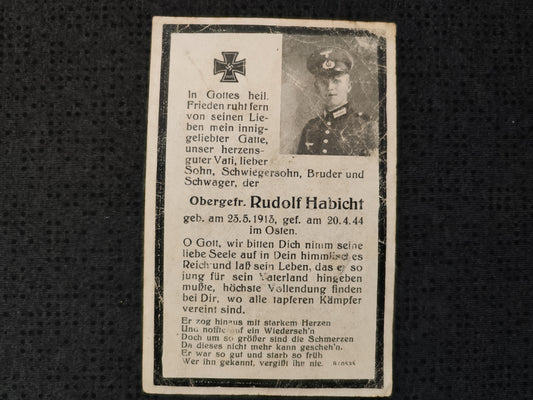 In Gottes heil.
Frieden ruht fern
von seinen Lie-
ben mein innig-
geliebter Gatte,
unser herzens-
guter Vati, lieber
Sohn, Schwiegersohn, Bruder und
Schwager, der
Obergefr. Rudolf Habicht
geb. am 23.5.1913, gef. am 20.4.44
im Osten.
O Gott, wir bitten Dich nimm seine
liebe Seele auf in Dein himmlisches
Reich und laß sein Leben, das er so
jung für sein Vaterland hingeben
mußte, höchste Vollendung finden
bei Dir, wo alle tapferen Kämpfer
vereint sind.
Er zog hinaus mit starkem Herzen
Und hoffte auf ein Wiederseh'n
Doch um so größer sind die Schmerzen
Da dieses nicht mehr kann gescheh'n.
Er war so gut und starb so früh
Wer ihn gekannt, vergißt ihn nie.